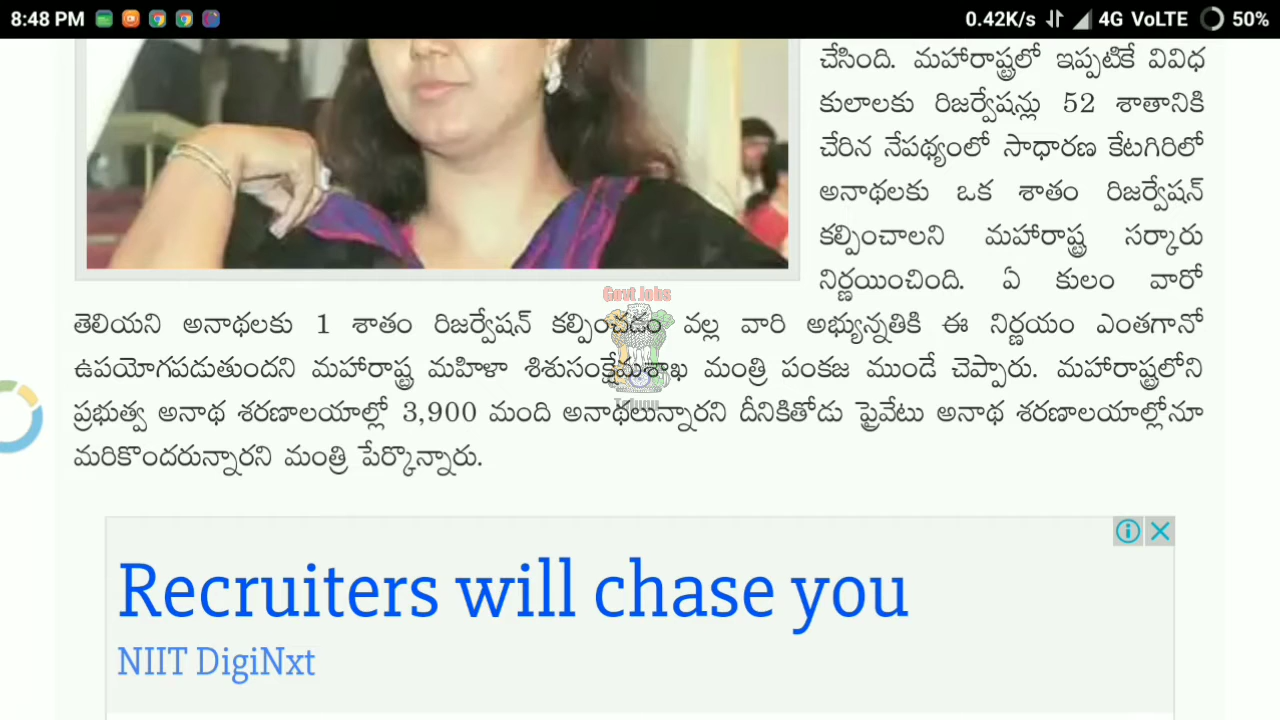 8:48 PM
0.42K/s 4G VoLTE 50%
చేసింది. మహారాష్ట్రలో ఇప్పటికే వివిధ
కులాలకు రిజర్వేషన్లు 52 శాతానికి
చేరిన నేపథ్యంలో సాధారణ కేటగిరిలో
అనాథలకు ఒక శాతం రిజర్వేషన్
కల్పించాలని మహారాష్ట్ర సర్కారు
నిర్ణయించింది. ఏ కులం వారో
తెలియని అనాథలకు 1 శాతం రిజర్వేషన్ కల్పించడం వల్ల వారి అభ్యున్నతికి ఈ నిర్ణయం ఎంతగానో
ఉపయోగపడుతుందని మహారాష్ట్ర మహిళా శిశుసంక్షేమశాఖ మంత్రి పంకజ ముండే చెప్పారు. మహారాష్ట్రలోని
ప్రభుత్వ అనాథ శరణాలయాల్లో 3,900 మంది అనాథలున్నారని దీనికితోడు ప్రైవేటు అనాథ శరణాలయాల్లోనూ
మరికొందరున్నారని మంత్రి పేర్కొన్నారు.
Govt Jobs
Telugu
Recruiters will chase you
NIIT DigiNxt